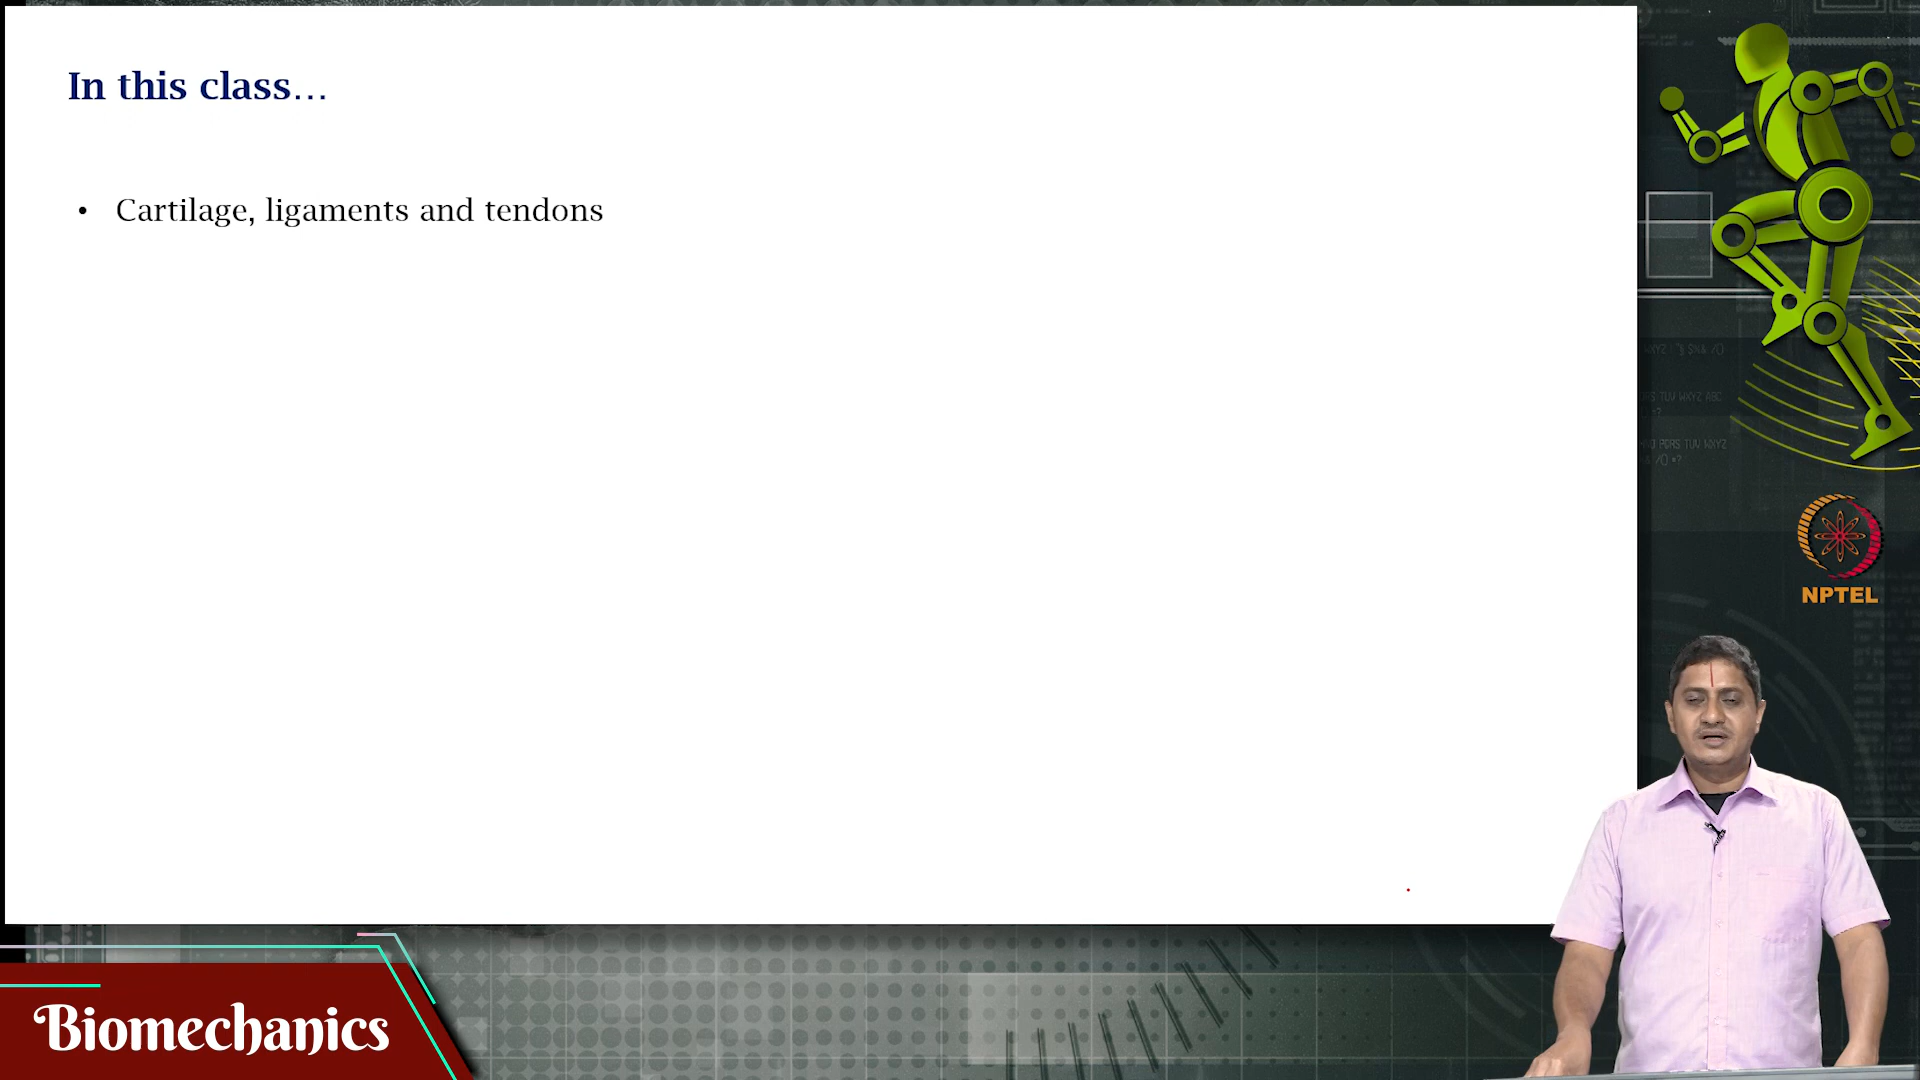 In this class...
• Cartilage, ligaments and tendons
NPTEL
Biomechanics